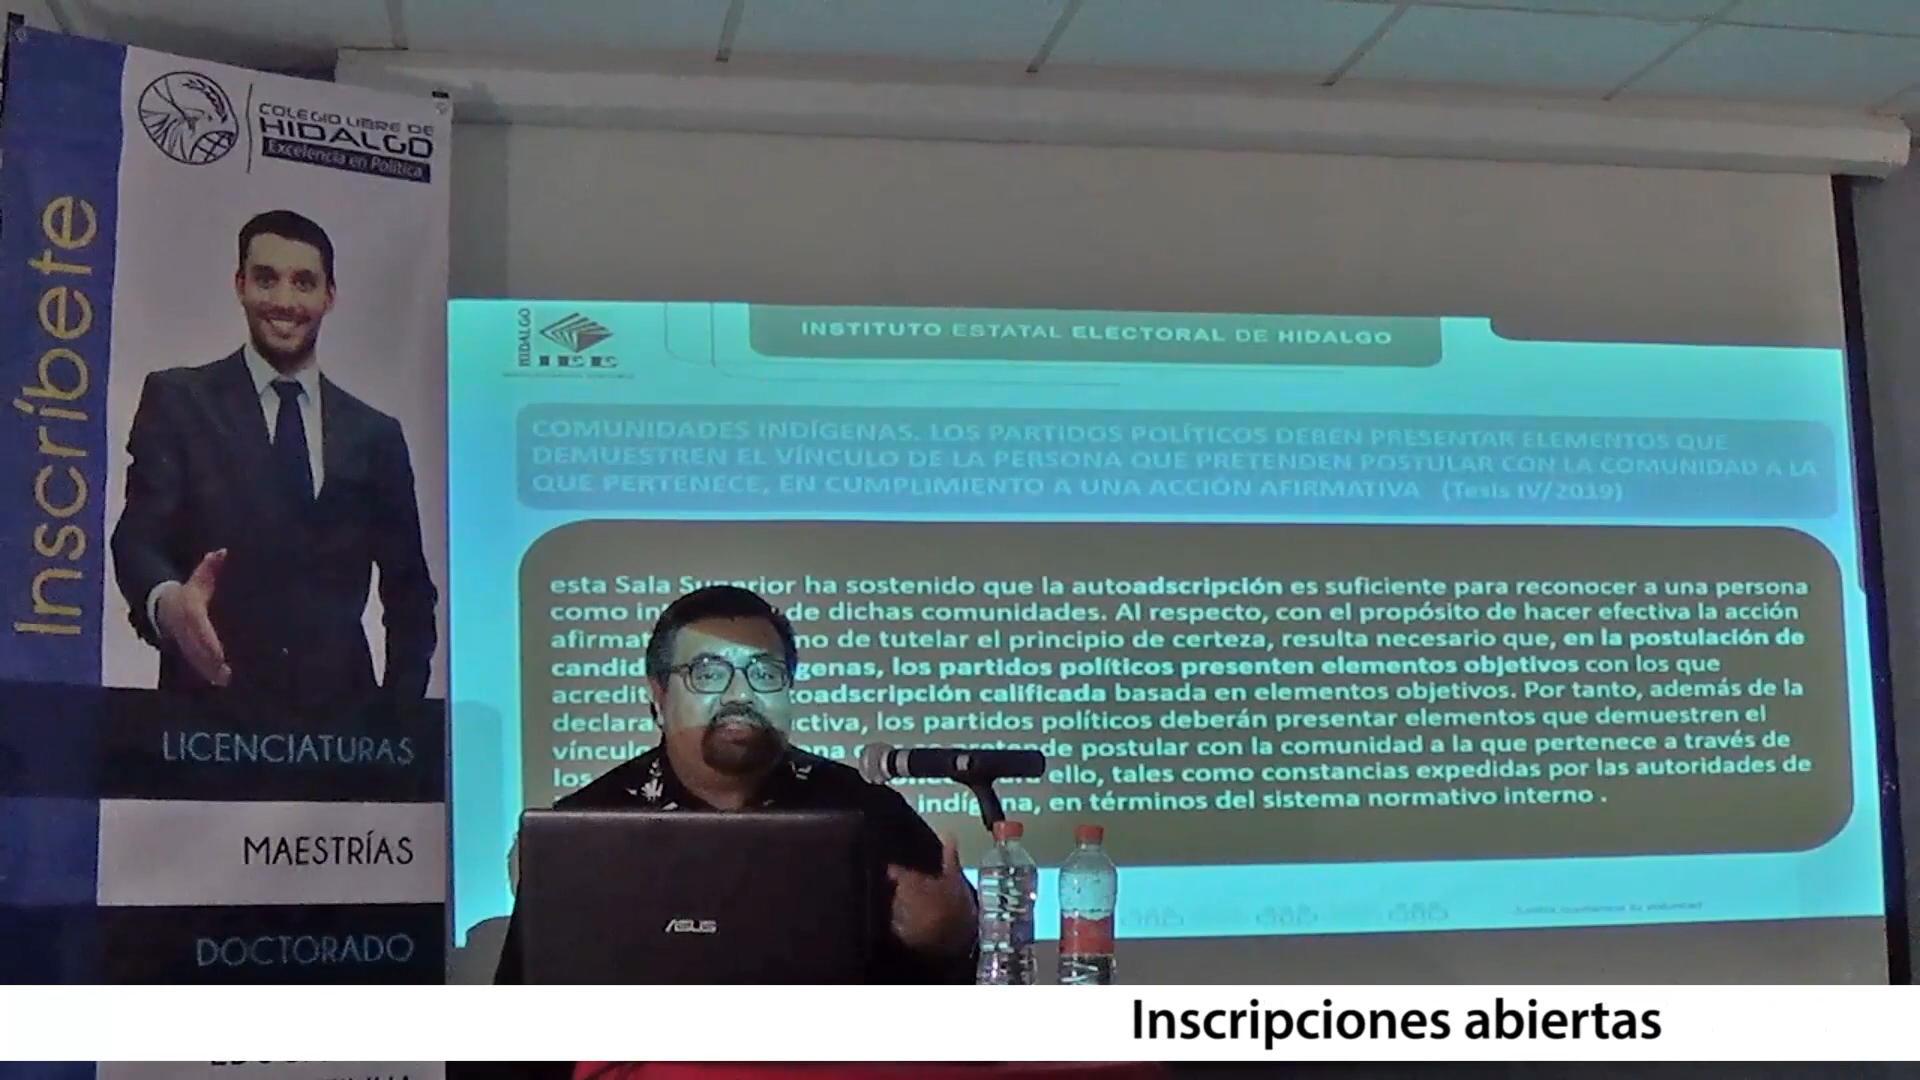 COLEGIO LIBRE DE
HIDALGO
Excelencia en Política
Inscríbete
LICENCIATURAS
MAESTRÍAS
DOCTORADO
HIDALGO
IEE
INSTITUTO ESTATAL ELECTORAL DE HIDALGO
COMUNIDADES INDÍGENAS. LOS PARTIDOS POLÍTICOS DEBEN PRESENTAR ELEMENTOS QUE
DEMUESTREN EL VÍNCULO DE LA PERSONA QUE PRETENDEN POSTULAR CON LA COMUNIDAD A LA
QUE PERTENECE, EN CUMPLIMIENTO A UNA ACCIÓN AFIRMATIVA (Tesis IV/2019)
esta Sala Superior ha sostenido que la autoadscripción es suficiente para reconocer a una persona
como de dichas comunidades. Al respecto, con el propósito de hacer efectiva la acción
de tutelar el principio de certeza, resulta necesario que, en la postulación de
los partidos políticos presenten elementos objetivos con los que
calificada basada en elementos objetivos. Por tanto, además de la
los partidos políticos deberán presentar elementos que demuestren el
postular con la comunidad a la que pertenece a través de
los ello, tales como constancias expedidas por las autoridades de
indígena, en términos del sistema normativo interno .
ASUS
Inscripciones abiertas